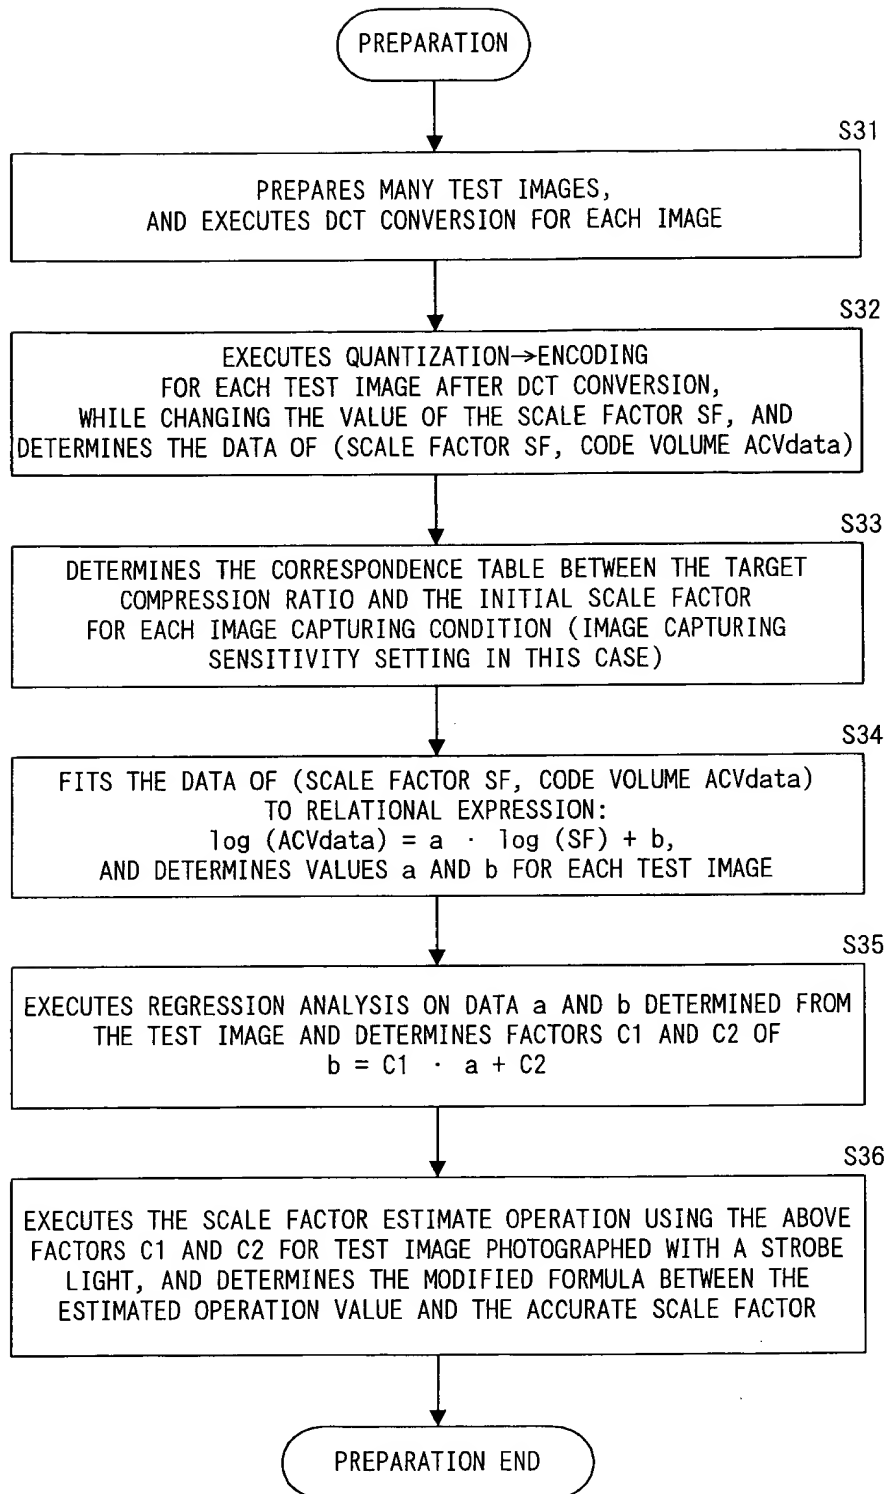 PREPARATION
S31
PREPARES MANY TEST IMAGES,
AND EXECUTES DCT CONVERSION FOR EACH IMAGE
S32
EXECUTES QUANTIZATION→ENCODING
FOR EACH TEST IMAGE AFTER DCT CONVERSION,
WHILE CHANGING THE VALUE OF THE SCALE FACTOR SF, AND
DETERMINES THE DATA OF (SCALE FACTOR SF, CODE VOLUME ACVdata)
S33
DETERMINES THE CORRESPONDENCE TABLE BETWEEN THE TARGET
COMPRESSION RATIO AND THE INITIAL SCALE FACTOR
FOR EACH IMAGE CAPTURING CONDITION (IMAGE CAPTURING
SENSITIVITY SETTING IN THIS CASE)
S34
FITS THE DATA OF (SCALE FACTOR SF, CODE VOLUME ACVdata)
TO RELATIONAL EXPRESSION:
log (ACVdata) = a · log (SF) + b,
AND DETERMINES VALUES a AND b FOR EACH TEST IMAGE
S35
EXECUTES REGRESSION ANALYSIS ON DATA a AND b DETERMINED FROM
THE TEST IMAGE AND DETERMINES FACTORS C1 AND C2 OF
b = C1 · a + C2
S36
EXECUTES THE SCALE FACTOR ESTIMATE OPERATION USING THE ABOVE
FACTORS C1 AND C2 FOR TEST IMAGE PHOTOGRAPHED WITH A STROBE
LIGHT, AND DETERMINES THE MODIFIED FORMULA BETWEEN THE
ESTIMATED OPERATION VALUE AND THE ACCURATE SCALE FACTOR
PREPARATION END